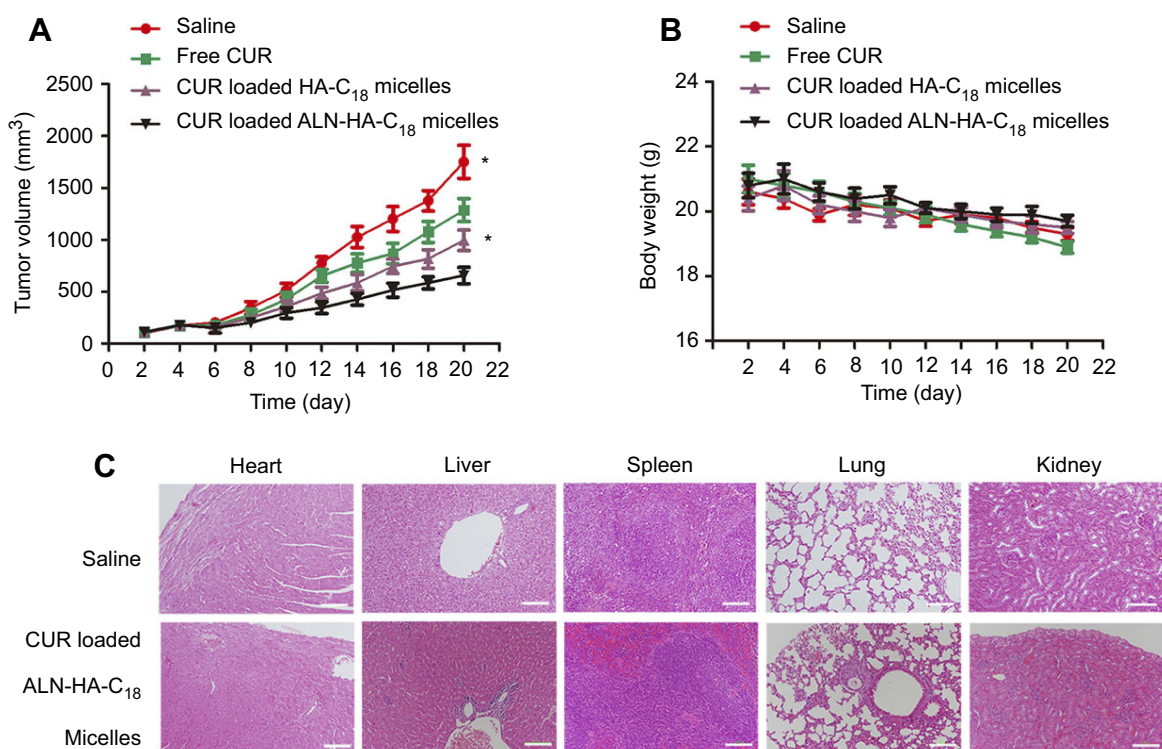 A
Saline
Free CUR
CUR loaded HA-C18 micelles
CUR loaded ALN-HA-C18 micelles
Tumor volume (mm3)
2500
2000
1500
1000
500
0
*
*
0 2 4 6 8 10 12 14 16 18 20 22
Time (day)
B
Saline
Free CUR
CUR loaded HA-C18 micelles
CUR loaded ALN-HA-C18 micelles
Body weight (g)
24
22
20
18
16
2 4 6 8 10 12 14 16 18 20 22
Time (day)
C
Heart Liver Spleen Lung Kidney
Saline
CUR loaded
ALN-HA-C18
Micelles